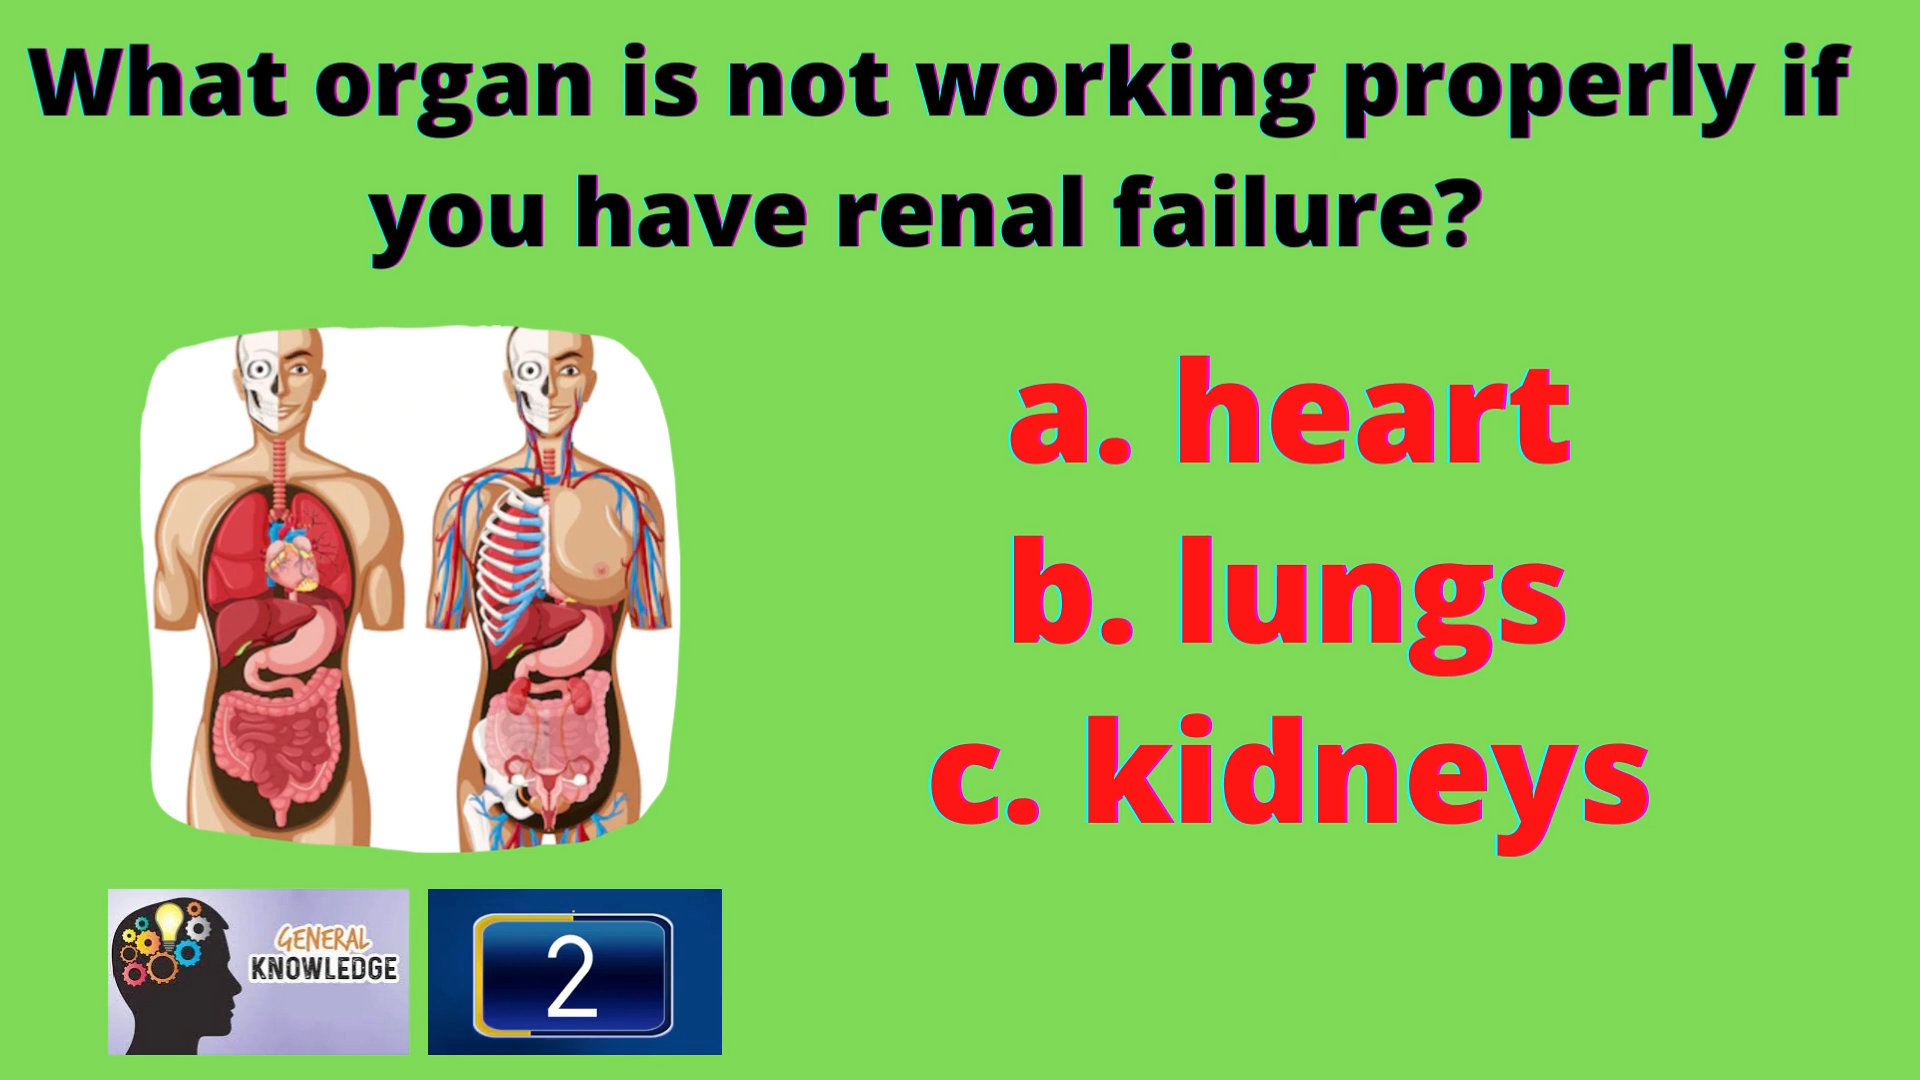 What organ is not working properly if
you have renal failure?
a. heart
b. lungs
c. kidneys
GENERAL
KNOWLEDGE
2